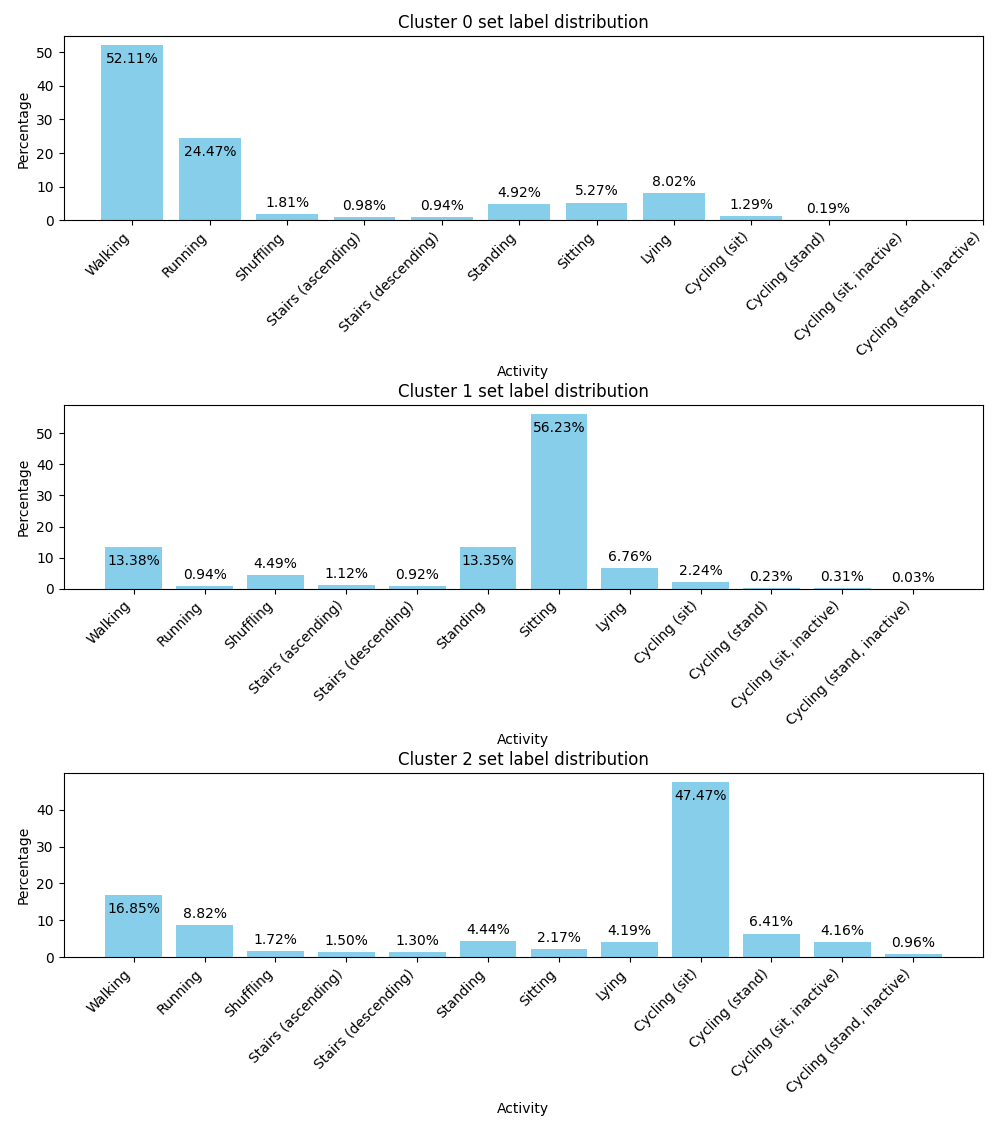 Cluster 0 set label distribution
Percentage
50
40
30
20
10
0
52.11%
24.47%
1.81%
0.98%
0.94%
4.92%
5.27%
8.02%
1.29%
0.19%
Walking
Running
Shuffling
Stairs (ascending)
Stairs (descending)
Standing
Sitting
Lying
Cycling (sit)
Cycling (stand)
Cycling (sit, inactive)
Cycling (stand, inactive)
Activity
Cluster 1 set label distribution
Percentage
50
40
30
20
10
0
13.38%
0.94%
4.49%
1.12%
0.92%
13.35%
56.23%
6.76%
2.24%
0.23%
0.31%
0.03%
Walking
Running
Shuffling
Stairs (ascending)
Stairs (descending)
Standing
Sitting
Lying
Cycling (sit)
Cycling (stand)
Cycling (sit, inactive)
Cycling (stand, inactive)
Activity
Cluster 2 set label distribution
Percentage
40
30
20
10
0
16.85%
8.82%
1.72%
1.50%
1.30%
4.44%
2.17%
4.19%
47.47%
6.41%
4.16%
0.96%
Walking
Running
Shuffling
Stairs (ascending)
Stairs (descending)
Standing
Sitting
Lying
Cycling (sit)
Cycling (stand)
Cycling (sit, inactive)
Cycling (stand, inactive)
Activity